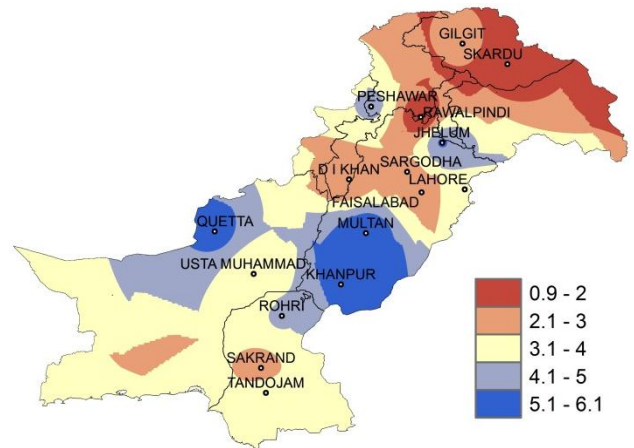 GILGIT
SKARDU
PESHAWAR
RAWALPINDI
JHELUM
SARGODHA
D I KHAN
LAHORE
FAISALABAD
QUETTA
MULTAN
USTA MUHAMMAD
KHANPUR
ROHRI
SAKRAND
TANDOJAM
0.9 - 2
2.1 - 3
3.1 - 4
4.1 - 5
5.1 - 6.1